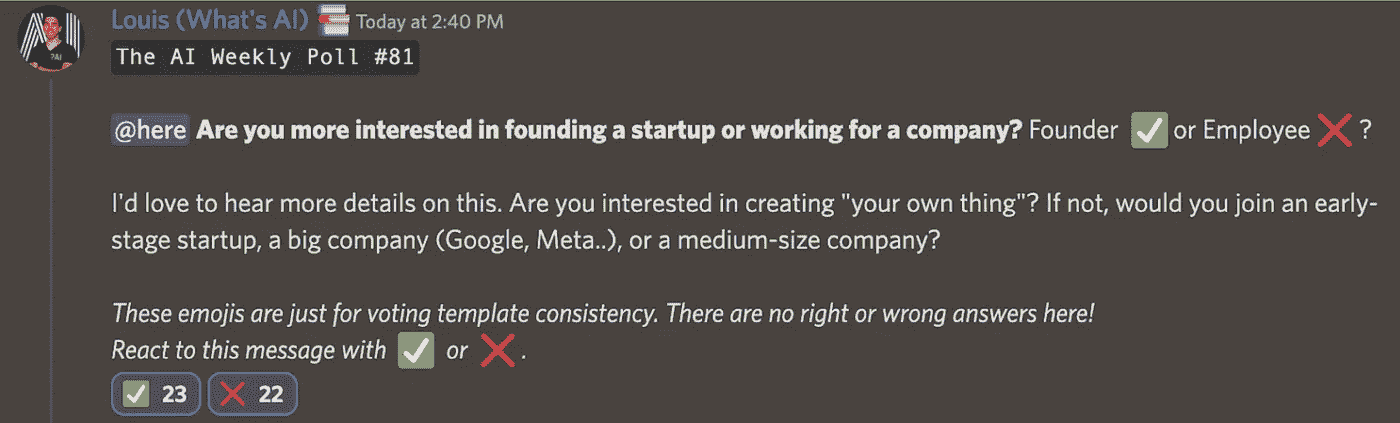 Louis (What's AI) Today at 2:40 PM
The AI Weekly Poll #81
@here Are you more interested in founding a startup or working for a company? Founder ✅ or Employee ❌ ?
I'd love to hear more details on this. Are you interested in creating "your own thing"? If not, would you join an early-
stage startup, a big company (Google, Meta..), or a medium-size company?
These emojis are just for voting template consistency. There are no right or wrong answers here!
React to this message with ✅ or ❌ .
✅ 23 ❌ 22